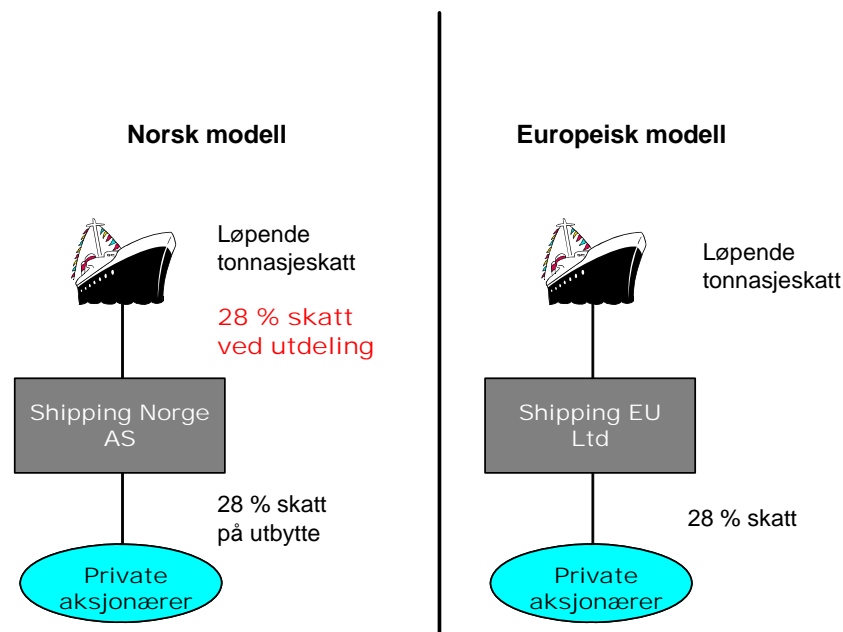 Norsk modell
Løpende
tonnasjeskatt
28 % skatt
ved utdeling
Shipping Norge
AS
28 % skatt
på utbytte
Private
aksjonærer
Europeisk modell
Løpende
tonnasjeskatt
Shipping EU
Ltd
28 % skatt
Private
aksjonærer